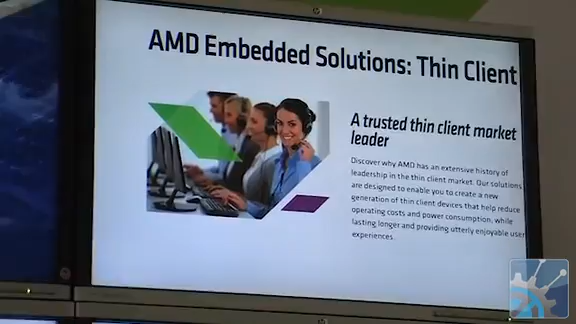 AMD Embedded Solutions: Thin Client
A trusted thin client market
leader
Discover why AMD has an extensive history of
leadership in the thin client market. Our solutions
are designed to enable you to create a new
generation of thin client devices that help reduce
operating costs and power consumption, while
lasting longer and providing utterly enjoyable user
experiences.